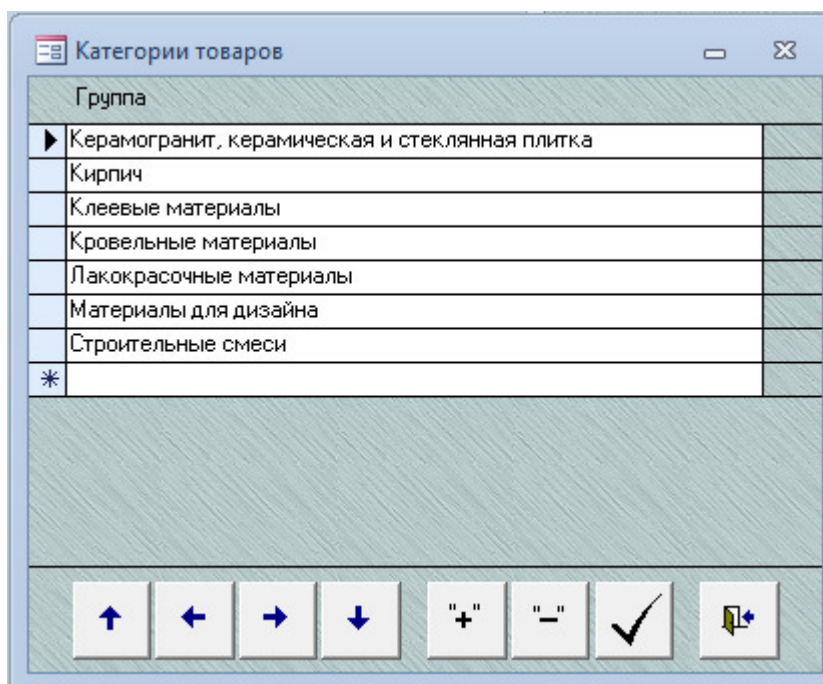 Категории товаров
Группа
Керамогранит, керамическая и стеклянная плитка
Кирпич
Клеевые материалы
Кровельные материалы
Лакокрасочные материалы
Материалы для дизайна
Строительные смеси
"+" "–"